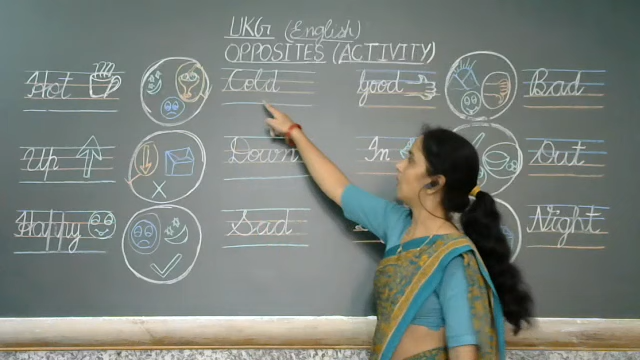 UKG (English)
OPPOSITES (ACTIVITY)
Hot Cold good Bad
Up Down In Out
Happy Sad Night